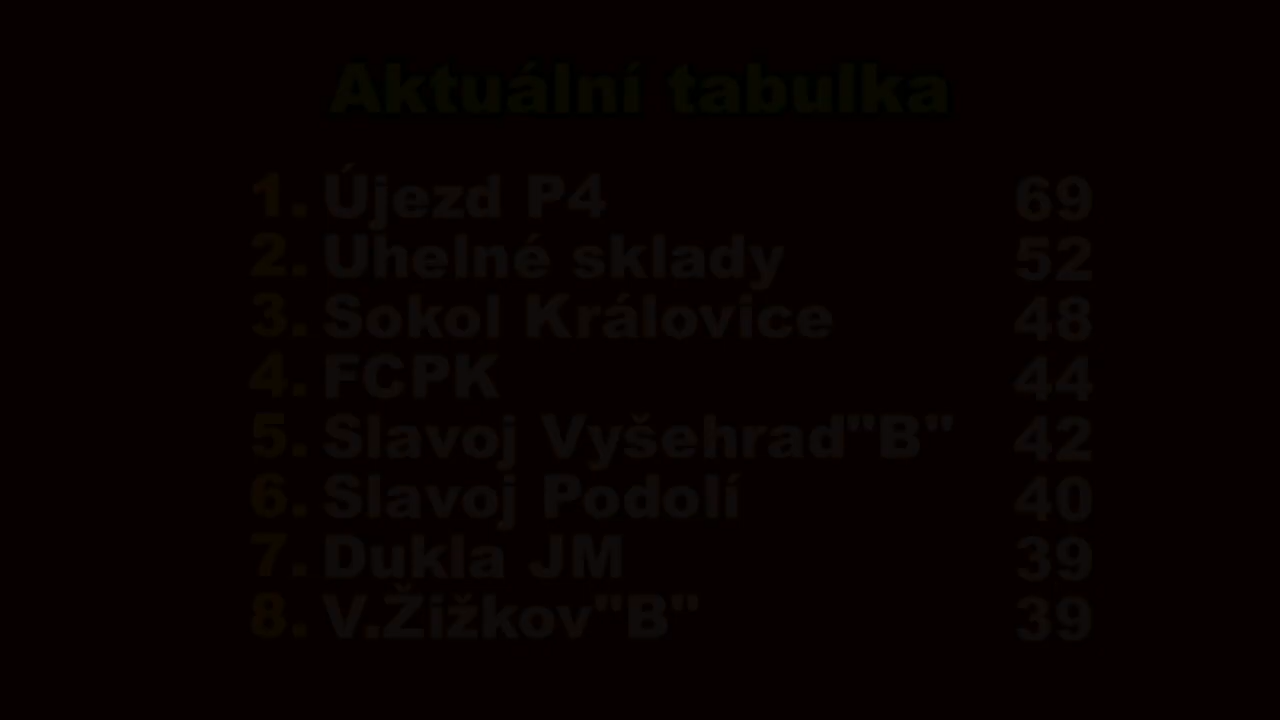 Aktuální tabulka
1. Újezd P4 69
2. Uhelné sklady 52
3. Sokol Královice 48
4. FCPK 44
5. Slavoj Vyšehrad"B" 42
6. Slavoj Podolí 40
7. Dukla JM 39
8. V.Žižkov"B" 39